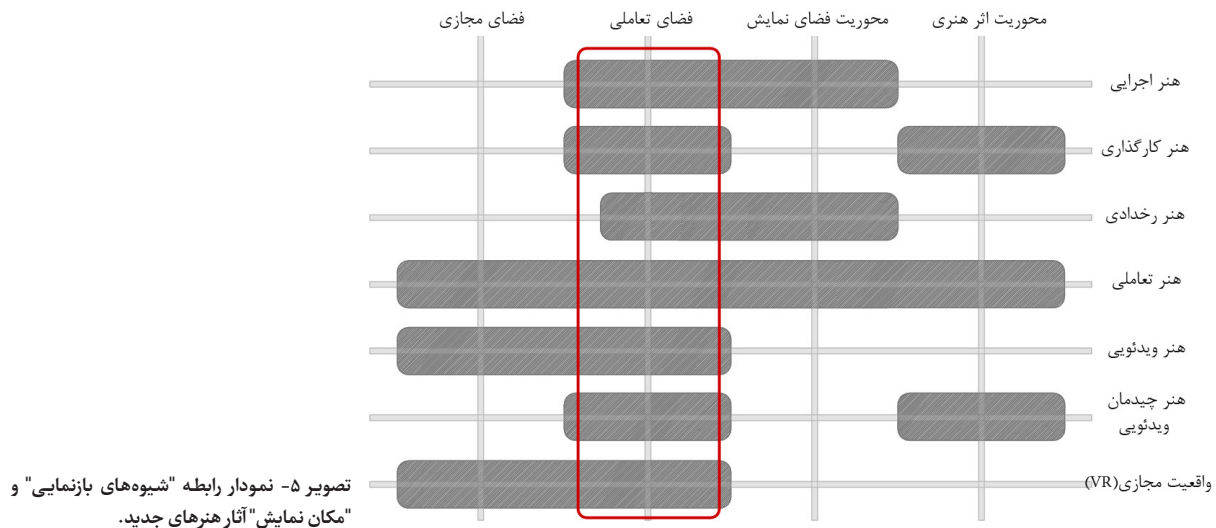 محوریت اثر هنری
محوریت فضای نمایش
فضای تعاملی
فضای مجازی
هنر اجرایی
هنر کارگذاری
هنر رخدادی
هنر تعاملی
هنر ویدئویی
هنر چیدمان
ویدئویی
واقعیت مجازی(VR)
تصویر ۵- نمودار رابطه "شیوه‌های بازنمایی" و
"مکان نمایش" آثار هنرهای جدید.